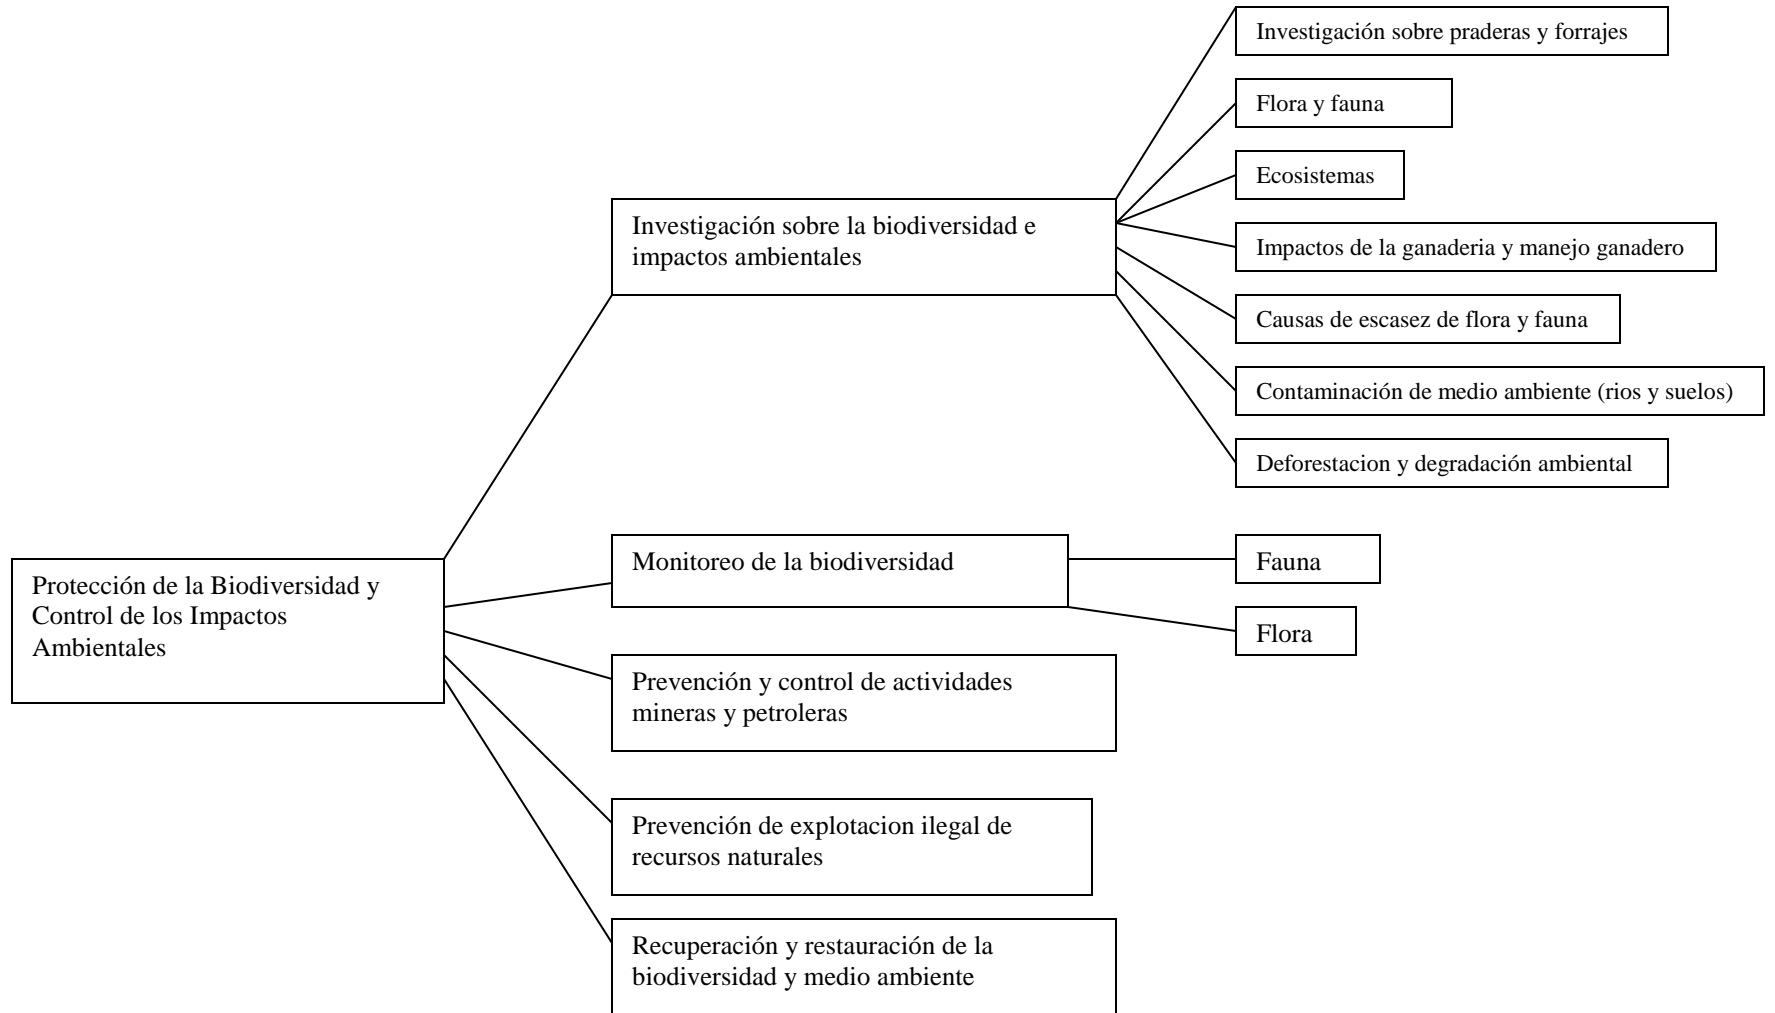 Investigación sobre praderas y forrajes
Flora y fauna
Ecosistemas
Investigación sobre la biodiversidad e
impactos ambientales
Impactos de la ganaderia y manejo ganadero
Causas de escasez de flora y fauna
Contaminación de medio ambiente (rios y suelos)
Deforestacion y degradación ambiental
Monitoreo de la biodiversidad
Fauna
Flora
Protección de la Biodiversidad y
Control de los Impactos
Ambientales
Prevención y control de actividades
mineras y petroleras
Prevención de explotacion ilegal de
recursos naturales
Recuperación y restauración de la
biodiversidad y medio ambiente